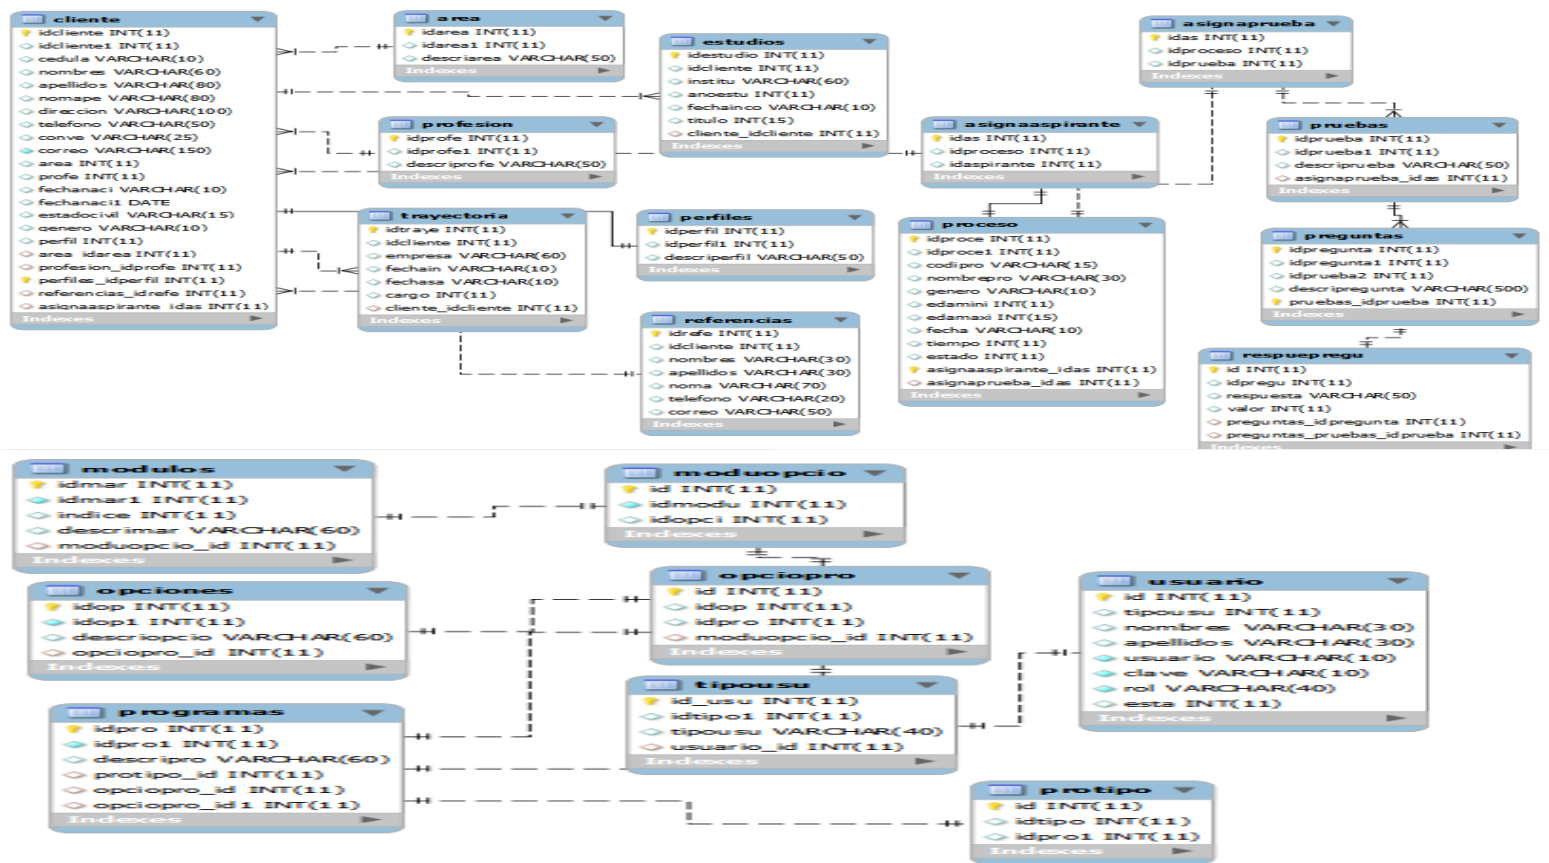 cliente
idcliente INT(11)
idcliente1 INT(11)
cedula VARCHAR(10)
nombres VARCHAR(60)
apellidos VARCHAR(80)
nomape VARCHAR(80)
direccion VARCHAR(100)
telefono VARCHAR(50)
conve VARCHAR(25)
correo VARCHAR(150)
area INT(11)
profe INT(11)
fechanaci VARCHAR(10)
fechanaci1 DATE
estadocivil VARCHAR(15)
genero VARCHAR(10)
perfil INT(11)
area_idarea INT(11)
profesion_idprofe INT(11)
perfiles_idperfil INT(11)
referencias_idrefe INT(11)
asignaaspirante_idas INT(11)
Indexes
area
idarea INT(11)
idarea1 INT(11)
descriarea VARCHAR(50)
Indexes
profesion
idprofe INT(11)
idprofe1 INT(11)
descriprofe VARCHAR(50)
Indexes
trayectoria
idtraye INT(11)
idcliente INT(11)
empresa VARCHAR(60)
fechain VARCHAR(10)
fechasa VARCHAR(10)
cargo INT(11)
cliente_idcliente INT(11)
Indexes
estudios
idestudio INT(11)
idcliente INT(11)
institu VARCHAR(60)
anoestu INT(11)
fechainco VARCHAR(10)
titulo INT(15)
cliente_idcliente INT(11)
Indexes
perfiles
idperfil INT(11)
idperfil1 INT(11)
descriperfil VARCHAR(50)
Indexes
referencias
idrefe INT(11)
idcliente INT(11)
nombres VARCHAR(30)
apellidos VARCHAR(30)
noma VARCHAR(70)
telefono VARCHAR(20)
correo VARCHAR(50)
Indexes
asignaaspirante
idas INT(11)
idproceso INT(11)
idaspirante INT(11)
Indexes
proceso
idproce INT(11)
idproce1 INT(11)
codipro VARCHAR(15)
nombrepro VARCHAR(30)
genero VARCHAR(10)
edamini INT(11)
edamaxi INT(15)
fecha VARCHAR(10)
tiempo INT(11)
estado INT(11)
asignaaspirante_idas INT(11)
asignaprueba_idas INT(11)
Indexes
asignaprueba
idas INT(11)
idproceso INT(11)
idprueba INT(11)
Indexes
pruebas
idprueba INT(11)
idprueba1 INT(11)
descriprueba VARCHAR(50)
asignaprueba_idas INT(11)
Indexes
preguntas
idpregunta INT(11)
idpregunta1 INT(11)
idprueba2 INT(11)
descripregunta VARCHAR(500)
pruebas_idprueba INT(11)
Indexes
respuepregu
id INT(11)
idpregu INT(11)
respuesta VARCHAR(50)
valor INT(11)
preguntas_idpregunta INT(11)
preguntas_pruebas_idprueba INT(11)
Indexes
modulos
idmar INT(11)
idmar1 INT(11)
indice INT(11)
descrimar VARCHAR(60)
moduopcio_id INT(11)
Indexes
opciones
idop INT(11)
idop1 INT(11)
descriopcio VARCHAR(60)
opciopro_id INT(11)
Indexes
programas
idpro INT(11)
idpro1 INT(11)
descripro VARCHAR(60)
protipo_id INT(11)
opciopro_id INT(11)
opciopro_id1 INT(11)
Indexes
moduopcio
id INT(11)
idmodu INT(11)
idopci INT(11)
Indexes
opciopro
id INT(11)
idop INT(11)
idpro INT(11)
moduopcio_id INT(11)
Indexes
tipousu
id_usu INT(11)
idtipo1 INT(11)
tipousu VARCHAR(40)
usuario_id INT(11)
Indexes
usuario
id INT(11)
tipousu INT(11)
nombres VARCHAR(30)
apellidos VARCHAR(30)
usuario VARCHAR(10)
clave VARCHAR(10)
rol VARCHAR(40)
esta INT(11)
Indexes
protipo
id INT(11)
idtipo INT(11)
idpro1 INT(11)
Indexes